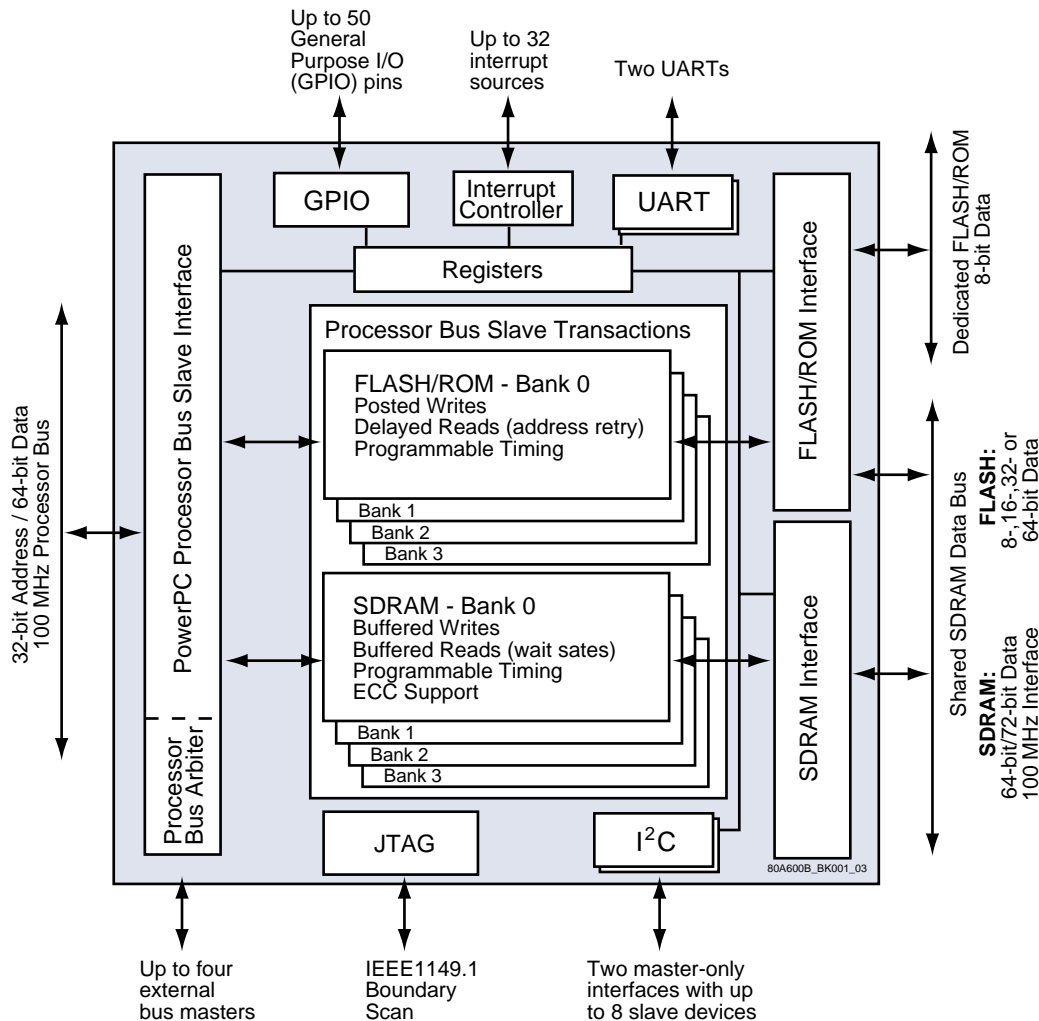 Up to 50
General
Purpose I/O
(GPIO) pins
Up to 32
interrupt
sources
Two UARTs
GPIO
Interrupt
Controller
UART
Registers
32-bit Address / 64-bit Data
100 MHz Processor Bus
PowerPC Processor Bus Slave Interface
Processor
Bus Arbiter
Processor Bus Slave Transactions
FLASH/ROM - Bank 0
Posted Writes
Delayed Reads (address retry)
Programmable Timing
Bank 1
Bank 2
Bank 3
SDRAM - Bank 0
Buffered Writes
Buffered Reads (wait sates)
Programmable Timing
ECC Support
Bank 1
Bank 2
Bank 3
FLASH/ROM Interface
SDRAM Interface
Dedicated FLASH/ROM
8-bit Data
Shared SDRAM Data Bus
FLASH:
8-,16-,32- or
64-bit Data
SDRAM:
64-bit/72-bit Data
100 MHz Interface
JTAG
I²C
80A600B_BK001_03
Up to four
external
bus masters
IEEE1149.1
Boundary
Scan
Two master-only
interfaces with up
to 8 slave devices